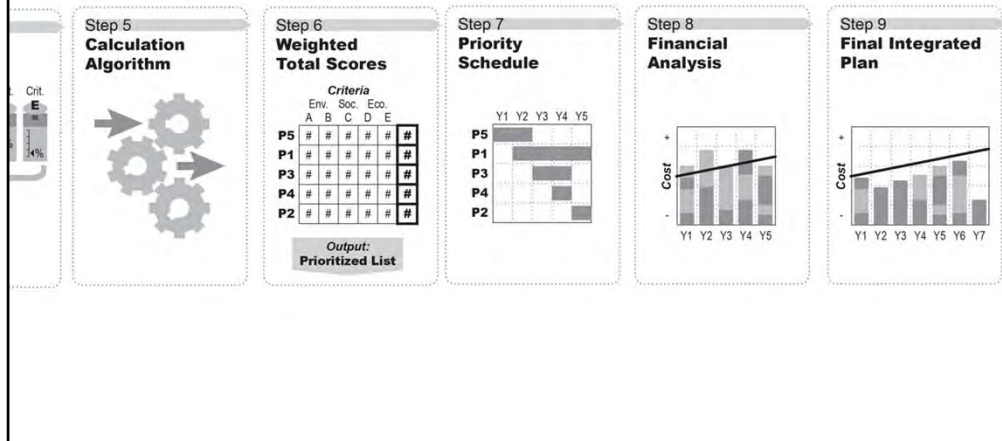 t.
Crit.
E
=
%
%
Step 5
Calculation
Algorithm
Step 6
Weighted
Total Scores
Criteria
Env. Soc. Eco.
A B C D E
P5 # # # # # #
P1 # # # # # #
P3 # # # # # #
P4 # # # # # #
P2 # # # # # #
Output:
Prioritized List
Step 7
Priority
Schedule
Y1 Y2 Y3 Y4 Y5
P5
P1
P3
P4
P2
Step 8
Financial
Analysis
+
Cost
-
Y1 Y2 Y3 Y4 Y5
Step 9
Final Integrated
Plan
+
Cost
-
Y1 Y2 Y3 Y4 Y5 Y6 Y7